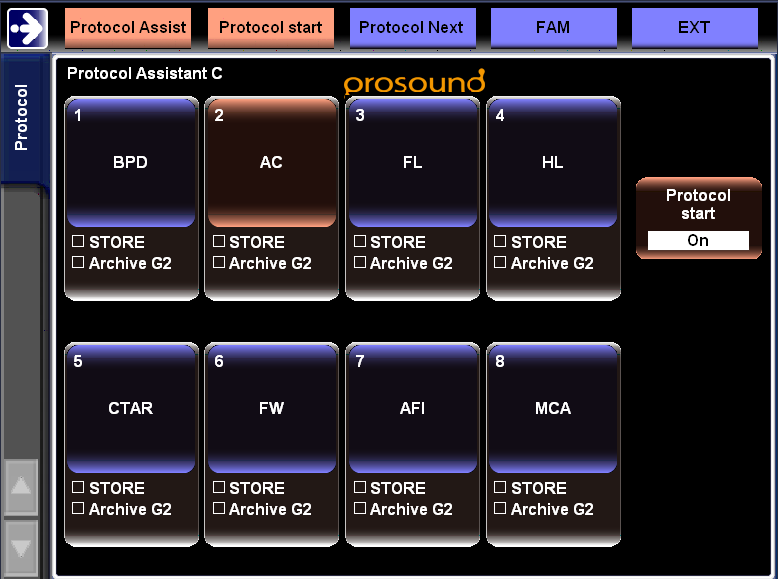 Protocol Assist Protocol start Protocol Next FAM EXT
Protocol
Protocol Assistant C
prosound
1 2 3 4
BPD AC FL HL
STORE STORE STORE STORE
Archive G2 Archive G2 Archive G2 Archive G2
Protocol
start
On
5 6 7 8
CTAR FW AFI MCA
STORE STORE STORE STORE
Archive G2 Archive G2 Archive G2 Archive G2